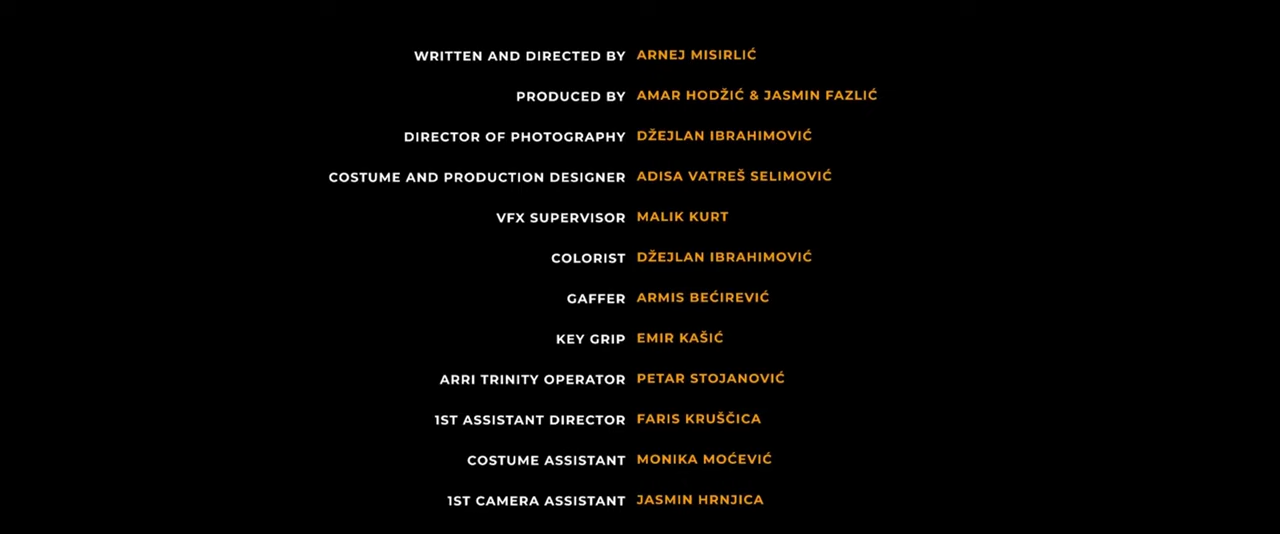 WRITTEN AND DIRECTED BY ARNEJ MISIRLIĆ
PRODUCED BY AMAR HODŽIĆ & JASMIN FAZLIĆ
DIRECTOR OF PHOTOGRAPHY DŽEJLAN IBRAHIMOVIĆ
COSTUME AND PRODUCTION DESIGNER ADISA VATREŠ SELIMOVIĆ
VFX SUPERVISOR MALIK KURT
COLORIST DŽEJLAN IBRAHIMOVIĆ
GAFFER ARMIS BEĆIREVIĆ
KEY GRIP EMIR KAŠIĆ
ARRI TRINITY OPERATOR PETAR STOJANOVIĆ
1ST ASSISTANT DIRECTOR FARIS KRUŠČICA
COSTUME ASSISTANT MONIKA MOĆEVIĆ
1ST CAMERA ASSISTANT JASMIN HRNJICA